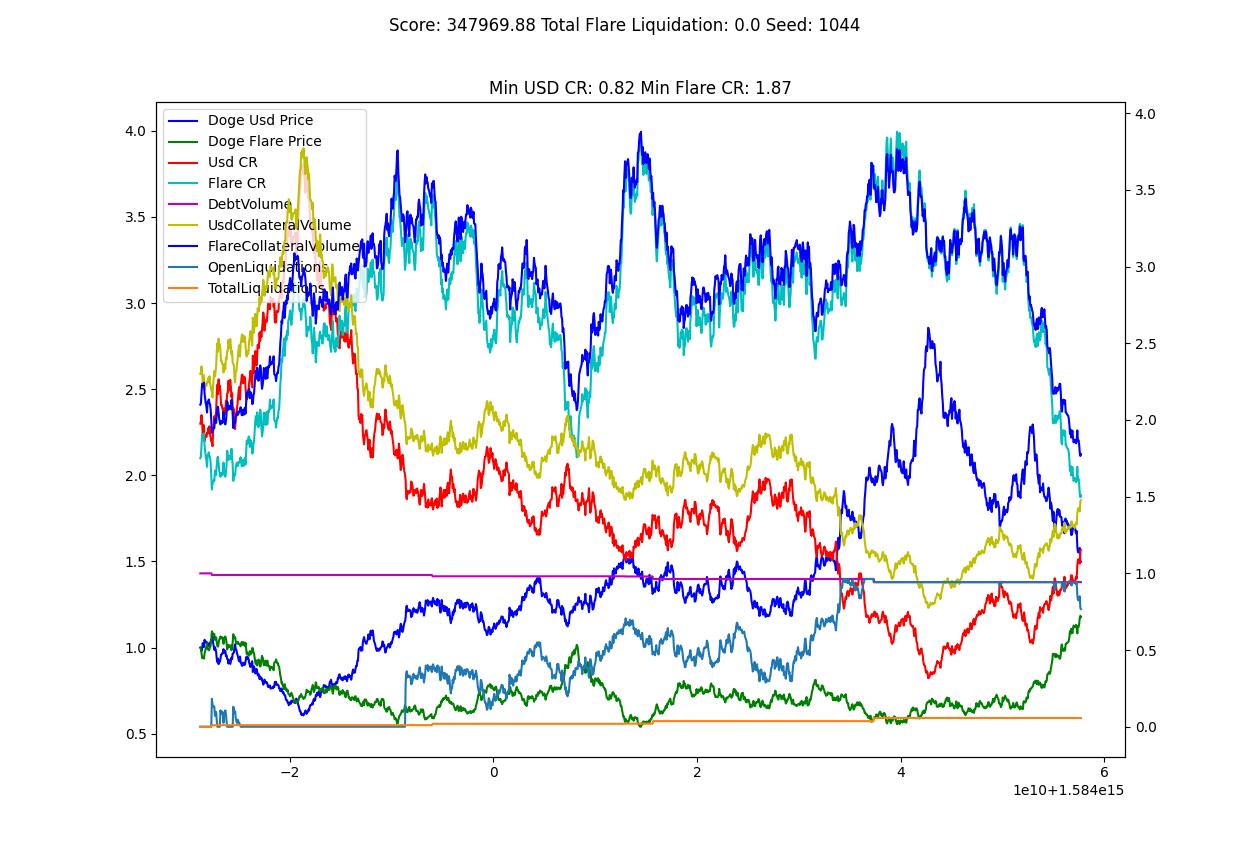 Score: 347969.88 Total Flare Liquidation: 0.0 Seed: 1044
Min USD CR: 0.82 Min Flare CR: 1.87
Doge Usd Price
Doge Flare Price
Usd CR
Flare CR
DebtVolume
UsdCollateralVolume
FlareCollateralVolume
OpenLiquidations
TotalLiquidations
4.0
3.5
3.0
2.5
2.0
1.5
1.0
0.5
4.0
3.5
3.0
2.5
2.0
1.5
1.0
0.5
0.0
−2
0
2
4
6
1e10+1.584e15